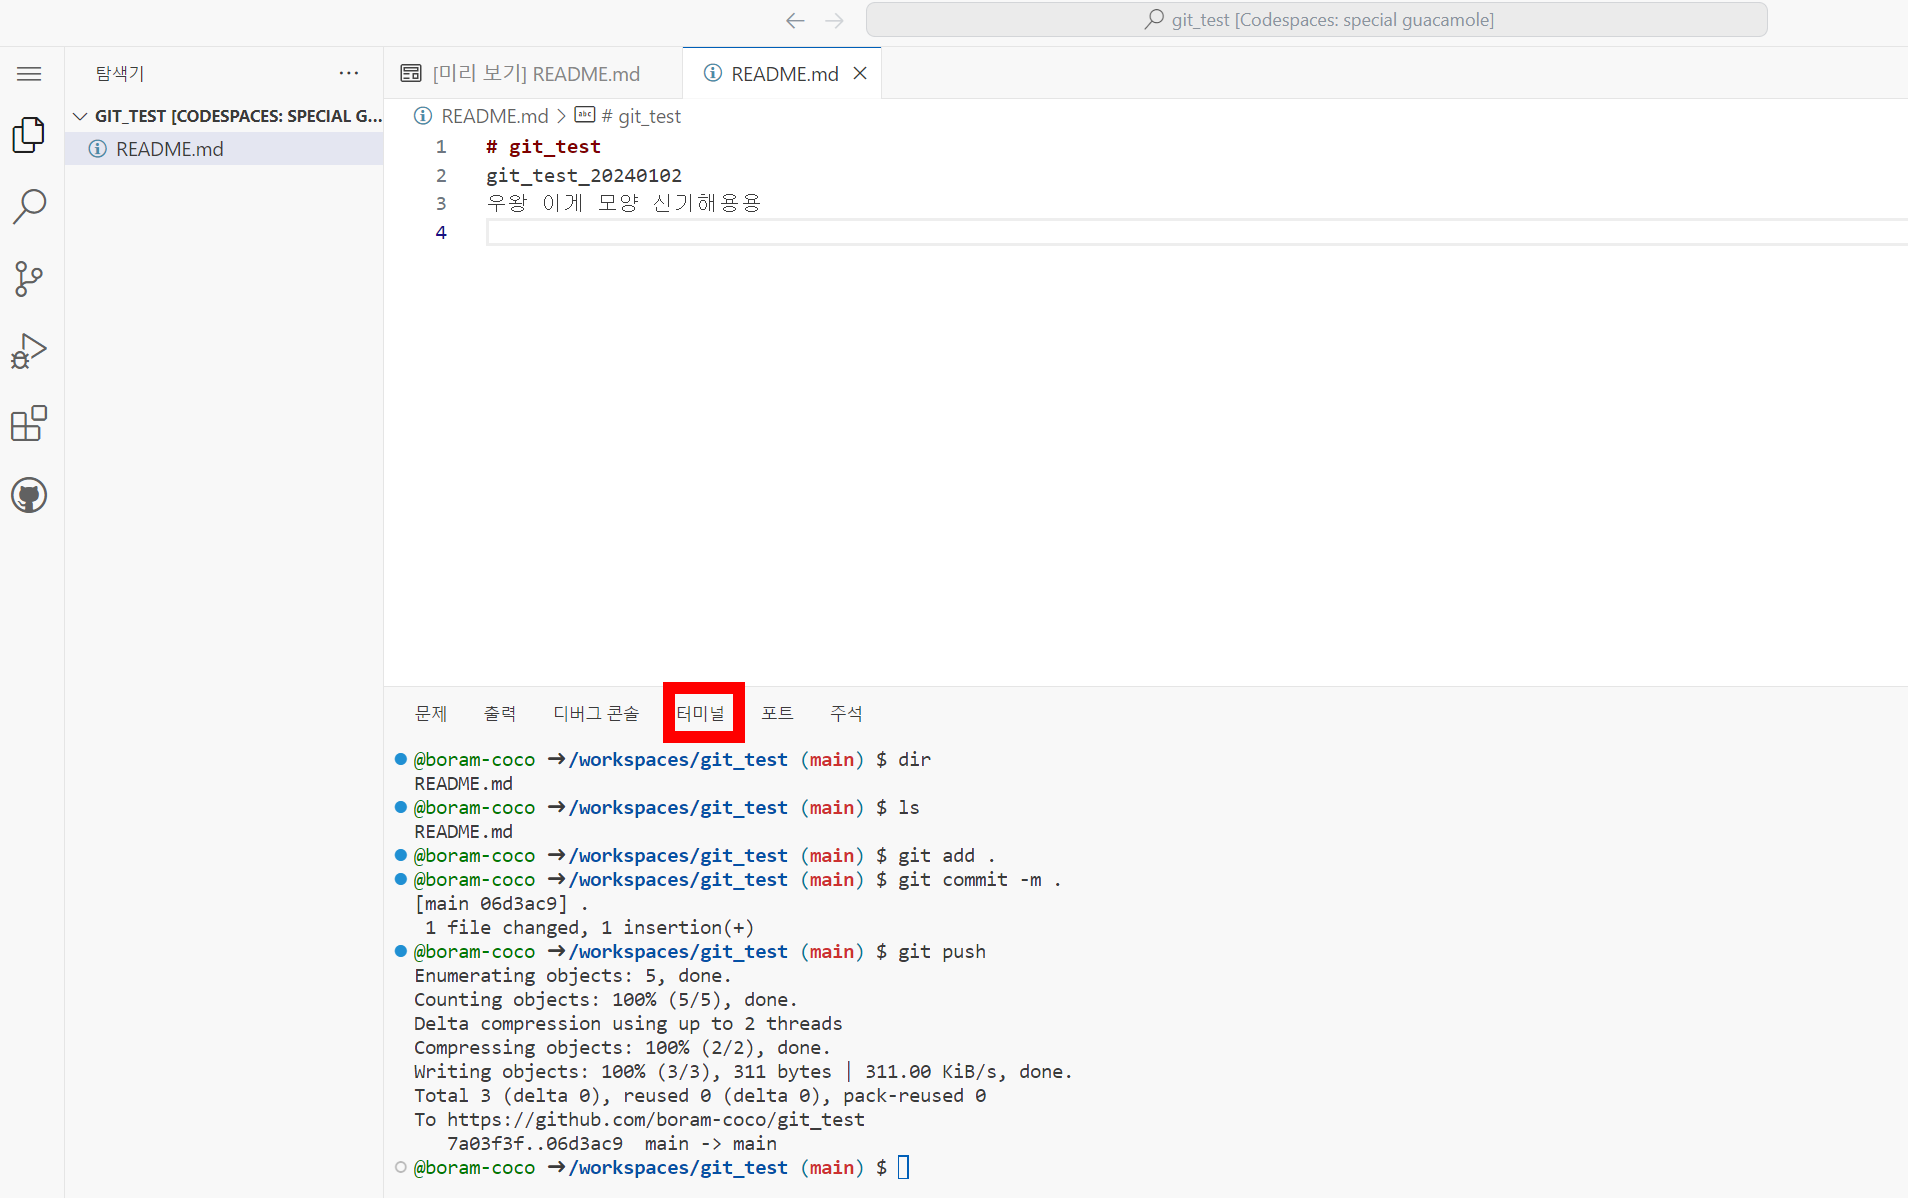 git_test [Codespaces: special guacamole]
탐색기
[미리 보기] README.md
README.md
GIT_TEST [CODESPACES: SPECIAL G...
README.md
README.md > # git_test
1 # git_test
2 git_test_20240102
3 우왕 이게 모양 신기해용용
4
문제 출력 디버그 콘솔 터미널 포트 주석
@boram-coco ➜/workspaces/git_test (main) $ dir
README.md
@boram-coco ➜/workspaces/git_test (main) $ ls
README.md
@boram-coco ➜/workspaces/git_test (main) $ git add .
@boram-coco ➜/workspaces/git_test (main) $ git commit -m .
[main 06d3ac9] .
1 file changed, 1 insertion(+)
@boram-coco ➜/workspaces/git_test (main) $ git push
Enumerating objects: 5, done.
Counting objects: 100% (5/5), done.
Delta compression using up to 2 threads
Compressing objects: 100% (2/2), done.
Writing objects: 100% (3/3), 311 bytes | 311.00 KiB/s, done.
Total 3 (delta 0), reused 0 (delta 0), pack-reused 0
To https://github.com/boram-coco/git_test
7a03f3f..06d3ac9 main -> main
@boram-coco ➜/workspaces/git_test (main) $